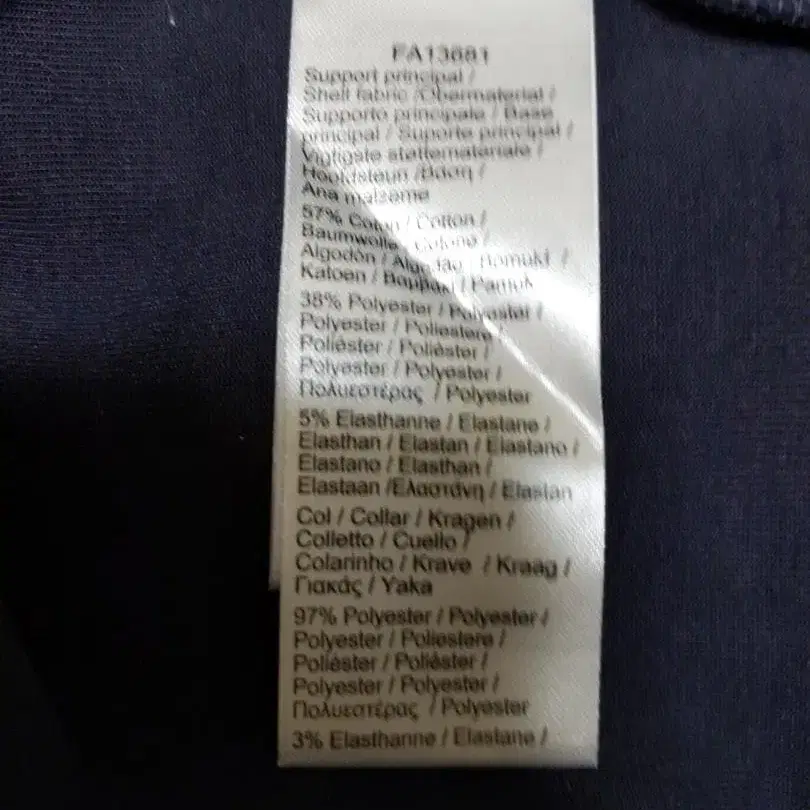 FA13681
Support principal /
Shell fabric /Obermaterial /
Supporto principale / Base
principal / Suporte principal /
Vigtigste støttemateriale /
Hooldsteun /Βάση /
Ana malzeme
57% Coton / Cotton /
Baumwolle / Cotone /
Algodón / Algodão / Bomuld /
Katoen / Βαμβάκι / Pamuk
38% Polyester / Polyester /
Polyester / Poliestere /
Poliéster / Poliéster /
Polyester / Polyester /
Πολυεστέρας / Polyester
5% Elasthanne / Elastane /
Elasthan / Elastan / Elastano /
Elastano / Elasthan /
Elastaan /Ελαστάνη / Elastan
Col / Collar / Kragen /
Colletto / Cuello /
Colarinho / Krave / Kraag /
Γιακάς / Yaka
97% Polyester / Polyester /
Polyester / Poliestere /
Poliéster / Poliéster /
Polyester / Polyester /
Πολυεστέρας / Polyester
3% Elasthanne / Elastane /